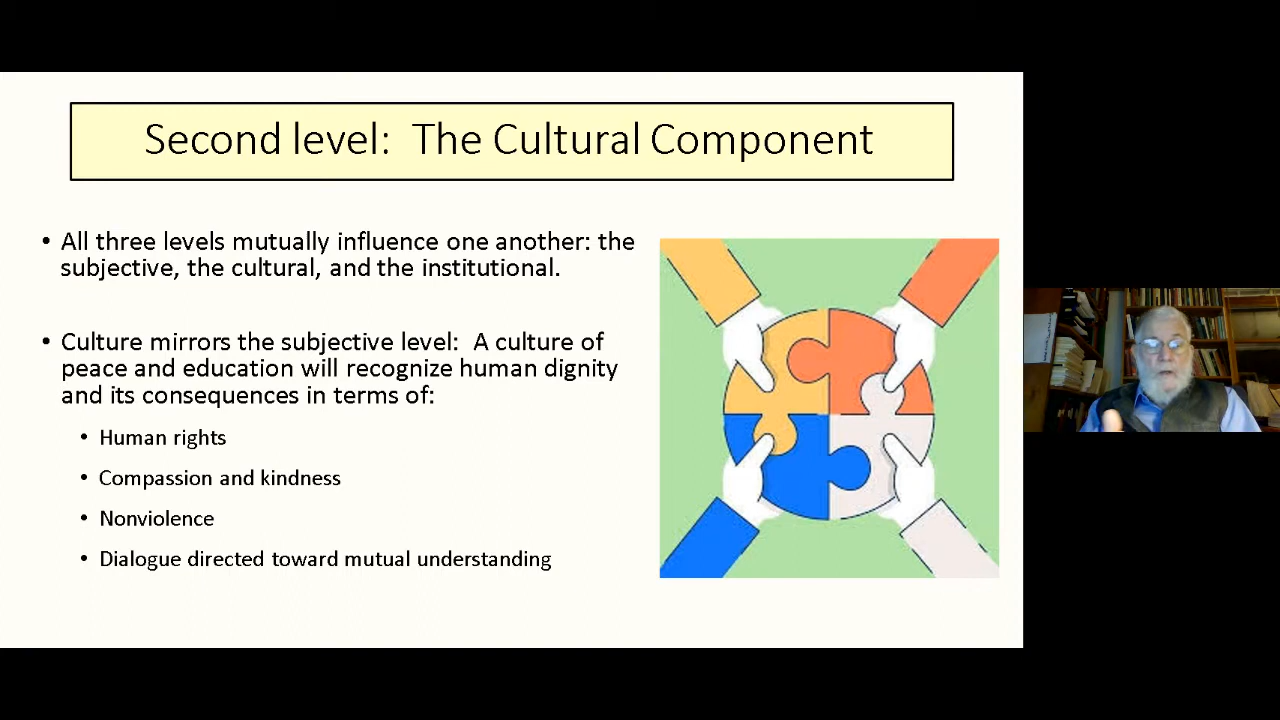 Second level:  The Cultural Component
• All three levels mutually influence one another: the
subjective, the cultural, and the institutional.
• Culture mirrors the subjective level:  A culture of
peace and education will recognize human dignity
and its consequences in terms of:
• Human rights
• Compassion and kindness
• Nonviolence
• Dialogue directed toward mutual understanding